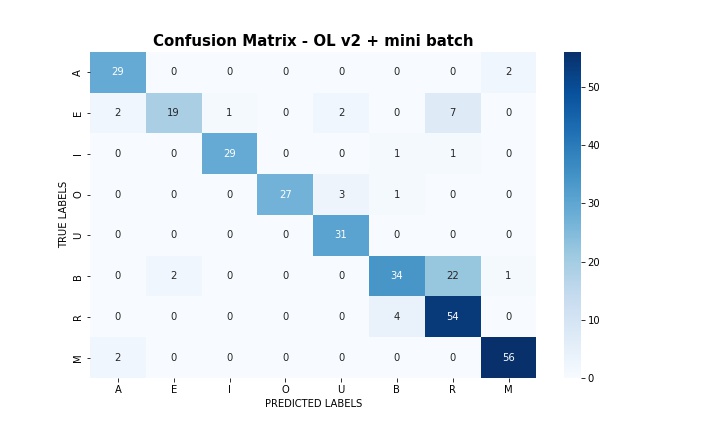 Confusion Matrix - OL v2 + mini batch
TRUE LABELS
A 29 0 0 0 0 0 0 2
E 2 19 1 0 2 0 7 0
I 0 0 29 0 0 1 1 0
O 0 0 0 27 3 1 0 0
U 0 0 0 0 31 0 0 0
B 0 2 0 0 0 34 22 1
R 0 0 0 0 0 4 54 0
M 2 0 0 0 0 0 0 56
A E I O U B R M
PREDICTED LABELS
50
40
30
20
10
0